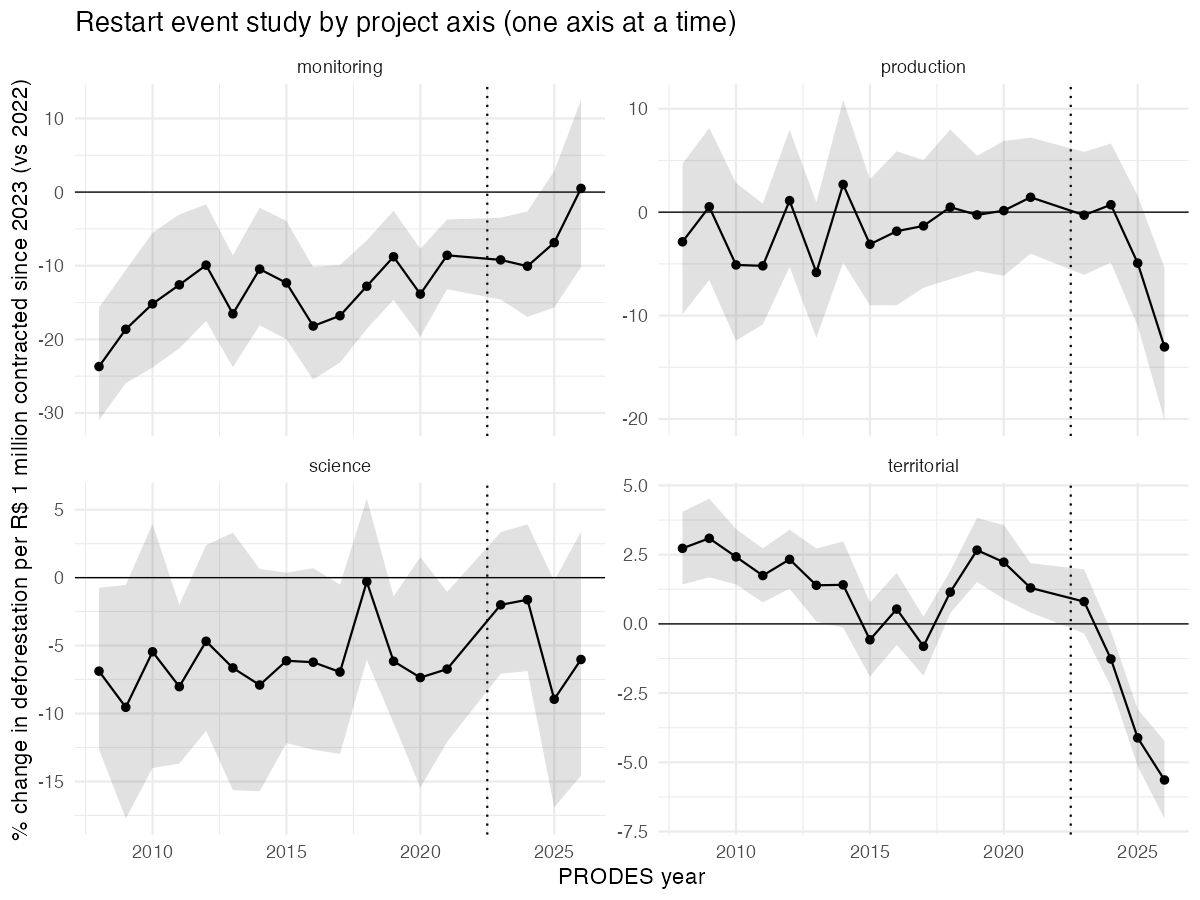 Restart event study by project axis (one axis at a time)
% change in deforestation per R$ 1 million contracted since 2023 (vs 2022)
monitoring
10
0
-10
-20
-30
production
10
0
-10
-20
science
5
0
-5
-10
-15
2010 2015 2020 2025
territorial
5.0
2.5
0.0
-2.5
-5.0
-7.5
2010 2015 2020 2025
PRODES year